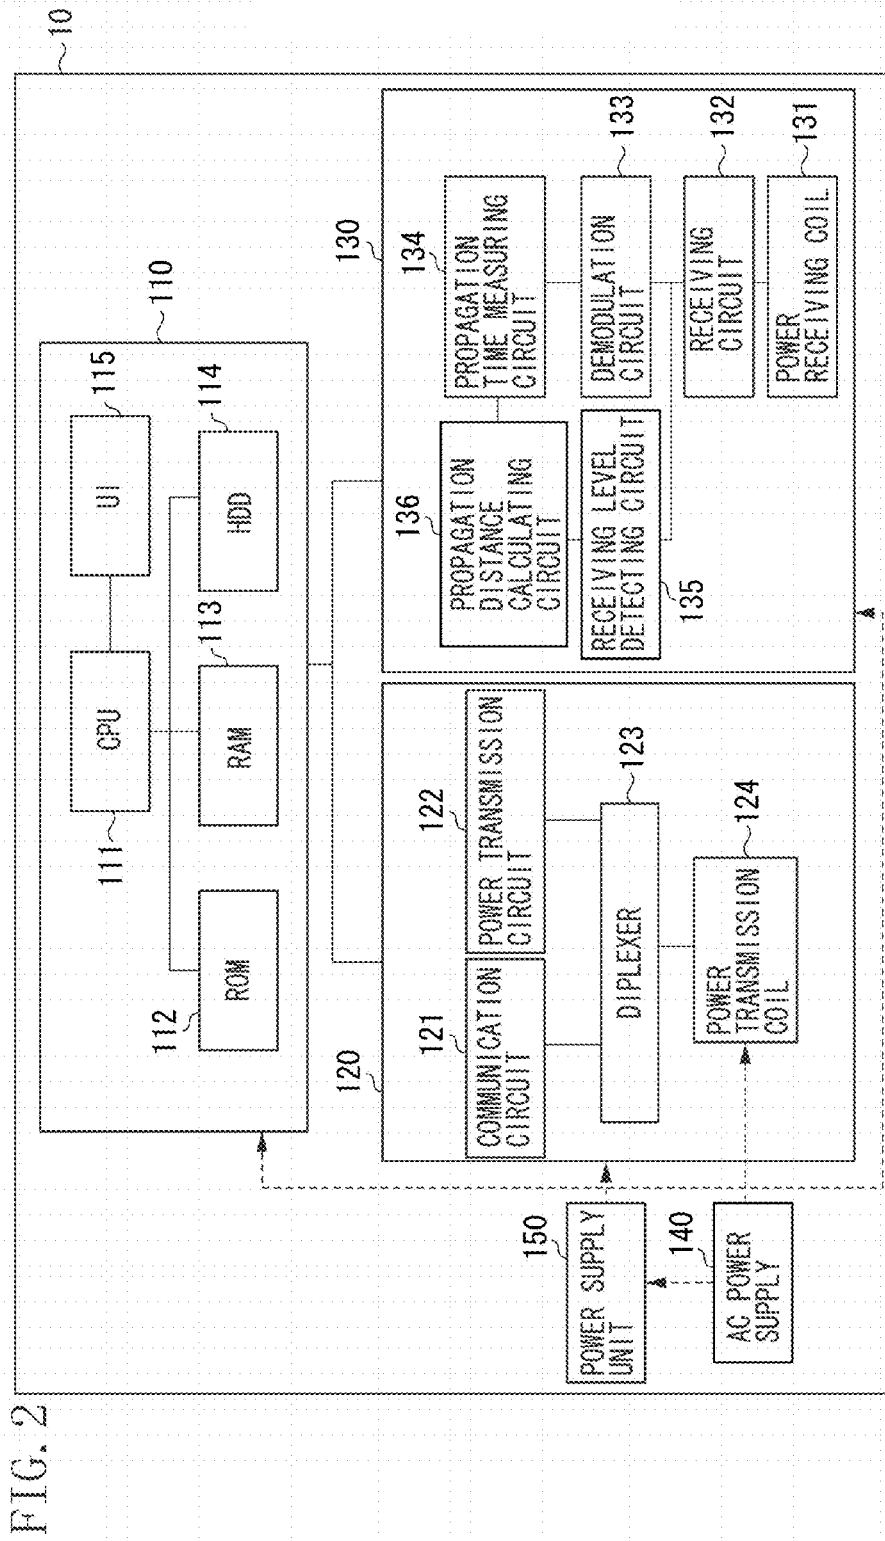 FIG. 2
10
110
111
CPU
115
UI
112
ROM
113
RAM
114
HDD
120
121
COMMUNICATION
CIRCUIT
122
POWER TRANSMISSION
CIRCUIT
123
DIPLEXER
124
POWER
TRANSMISSION
COIL
130
136
PROPAGATION
DISTANCE
CALCULATING
CIRCUIT
134
PROPAGATION
TIME MEASURING
CIRCUIT
135
RECEIVING LEVEL
DETECTING CIRCUIT
133
DEMODULATION
CIRCUIT
132
RECEIVING
CIRCUIT
131
POWER
RECEIVING COIL
150
POWER SUPPLY
UNIT
140
AC POWER
SUPPLY